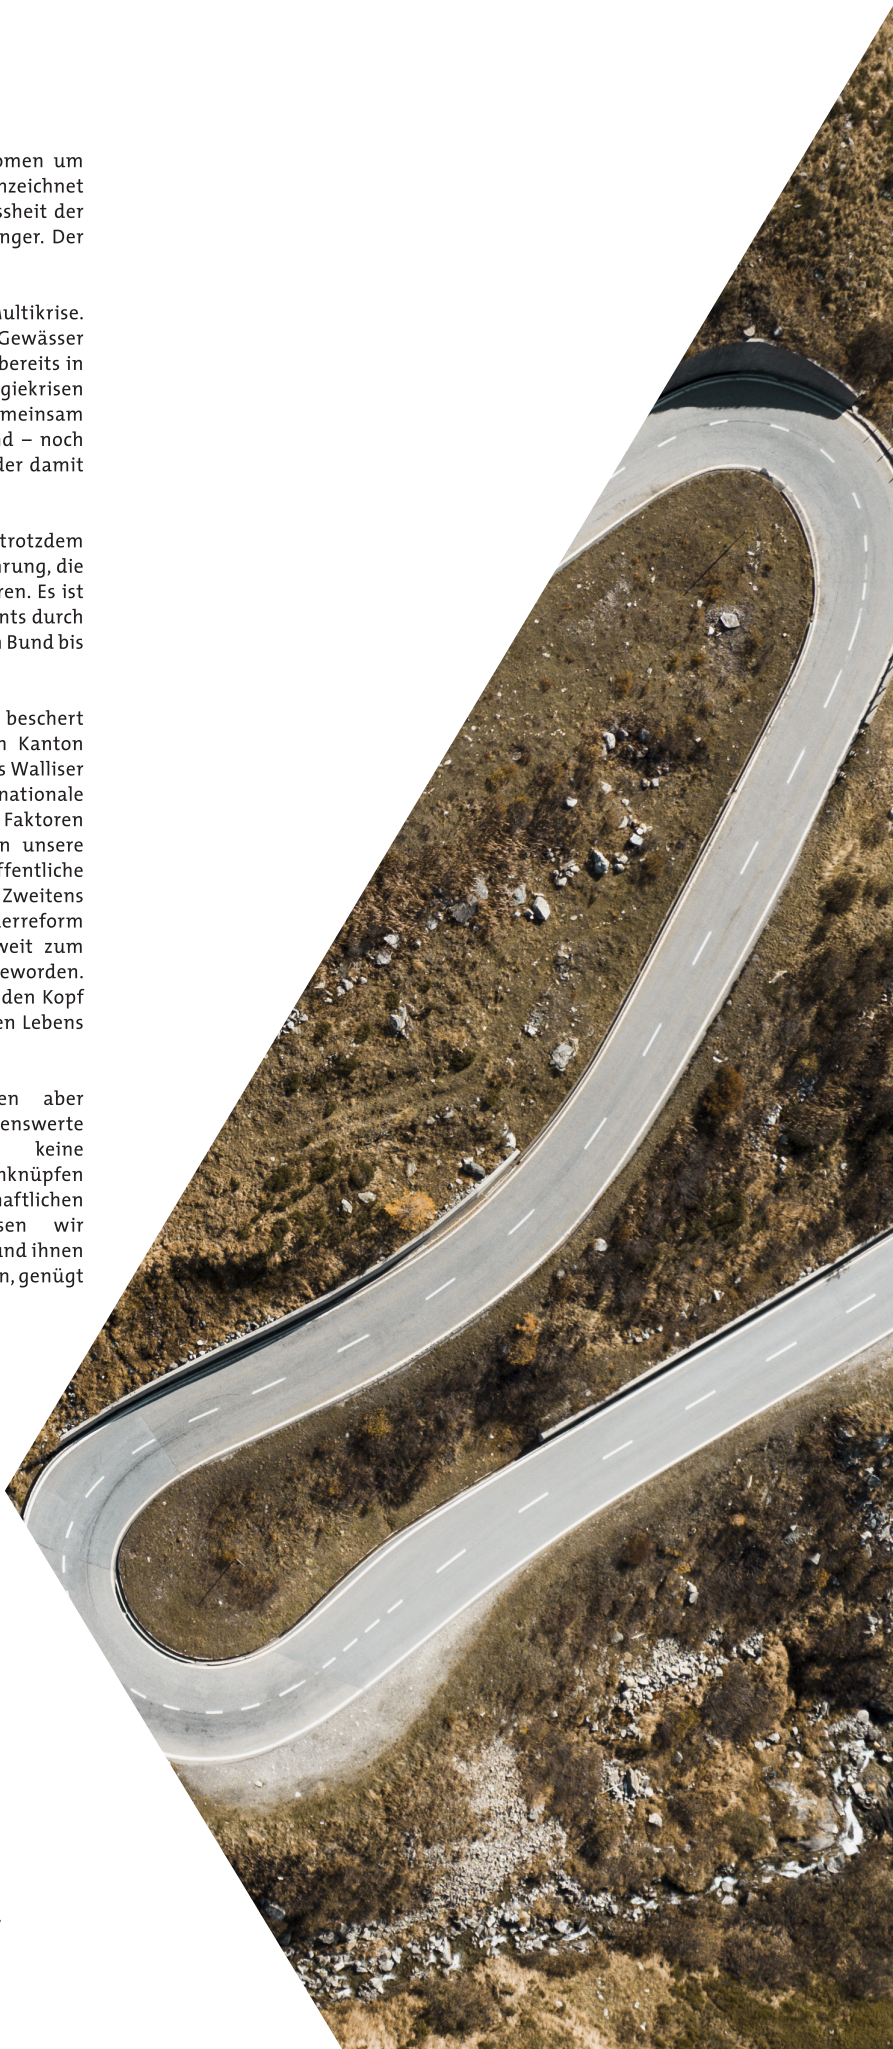 omen um
nzeichnet
ssheit der
nger. Der
ultikrise.
Gewässer
bereits in
giekrisen
meinsam
nd – noch
der damit
trotzdem
hrung, die
ren. Es ist
nts durch
n Bund bis
beschert
n Kanton
s Walliser
nationale
Faktoren
n unsere
ffentliche
Zweitens
erreform
weit zum
eworden.
den Kopf
en Lebens
en aber
enswerte
keine
nknüpfen
haftlichen
sen wir
und ihnen
n, genügt